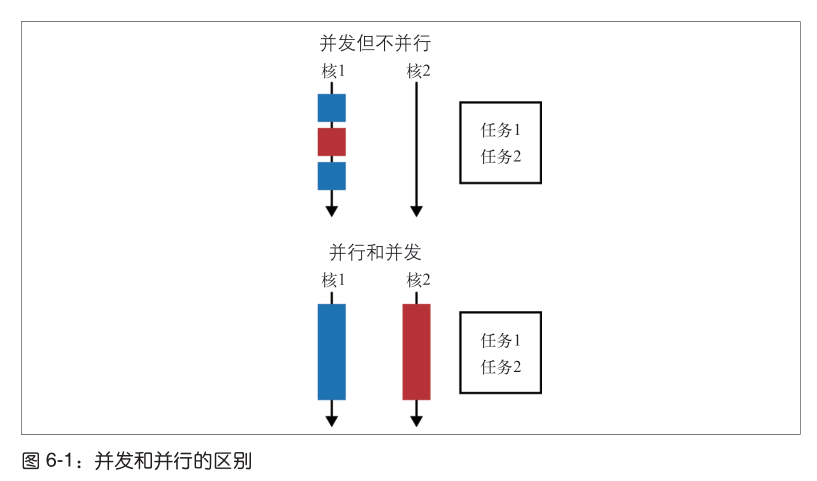 并发但不并行
核1 核2
任务1
任务2
并行和并发
核1 核2
任务1
任务2
图 6-1：并发和并行的区别